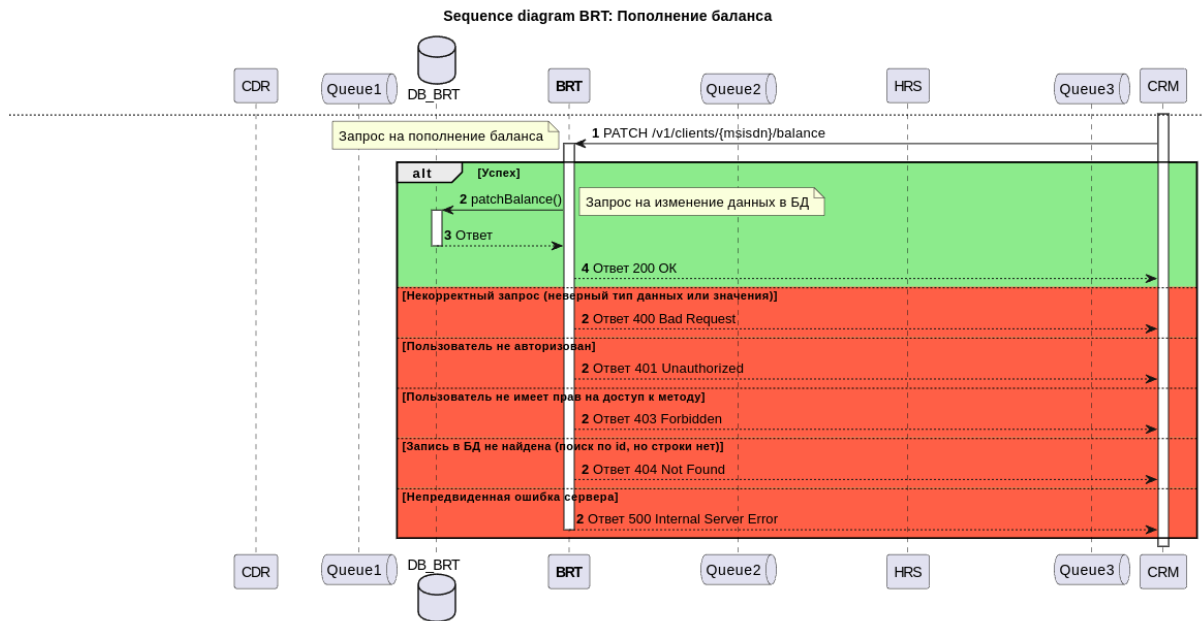 Sequence diagram BRT: Пополнение баланса
CDR
Queue1
DB_BRT
BRT
Queue2
HRS
Queue3
CRM
Запрос на пополнение баланса
1 PATCH /v1/clients/{msisdn}/balance
alt
[Успех]
2 patchBalance()
Запрос на изменение данных в БД
3 Ответ
4 Ответ 200 ОК
[Некорректный запрос (неверный тип данных или значения)]
2 Ответ 400 Bad Request
[Пользователь не авторизован]
2 Ответ 401 Unauthorized
[Пользователь не имеет прав на доступ к методу]
2 Ответ 403 Forbidden
[Запись в БД не найдена (поиск по id, но строки нет)]
2 Ответ 404 Not Found
[Непредвиденная ошибка сервера]
2 Ответ 500 Internal Server Error
CDR
Queue1
DB_BRT
BRT
Queue2
HRS
Queue3
CRM